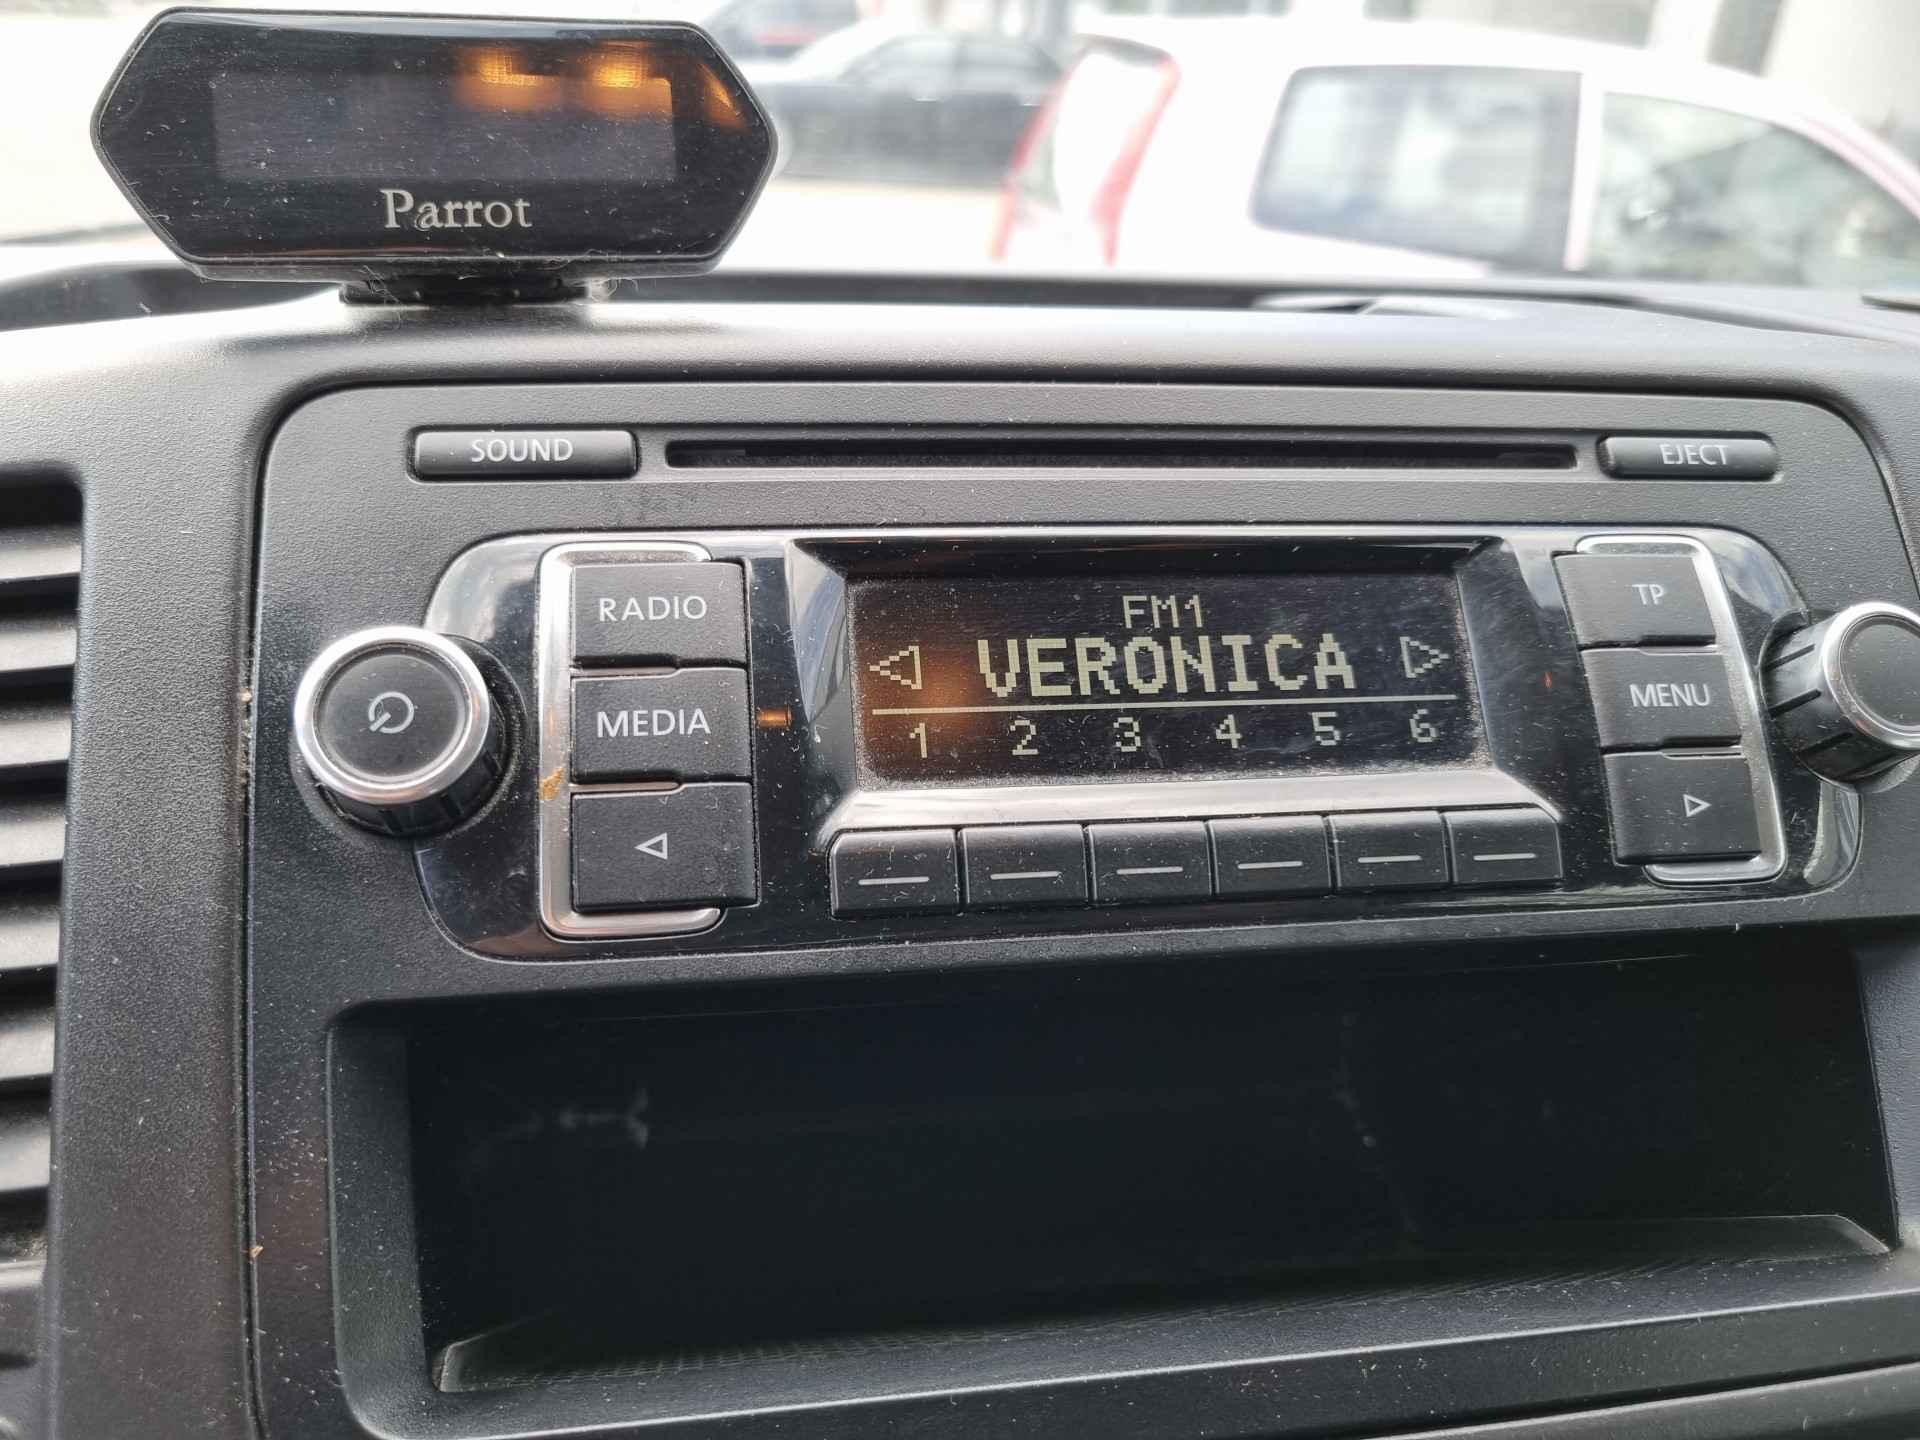 Parrot
SOUND
EJECT
RADIO
MEDIA
FM1
VERONICA
1 2 3 4 5 6
TP
MENU